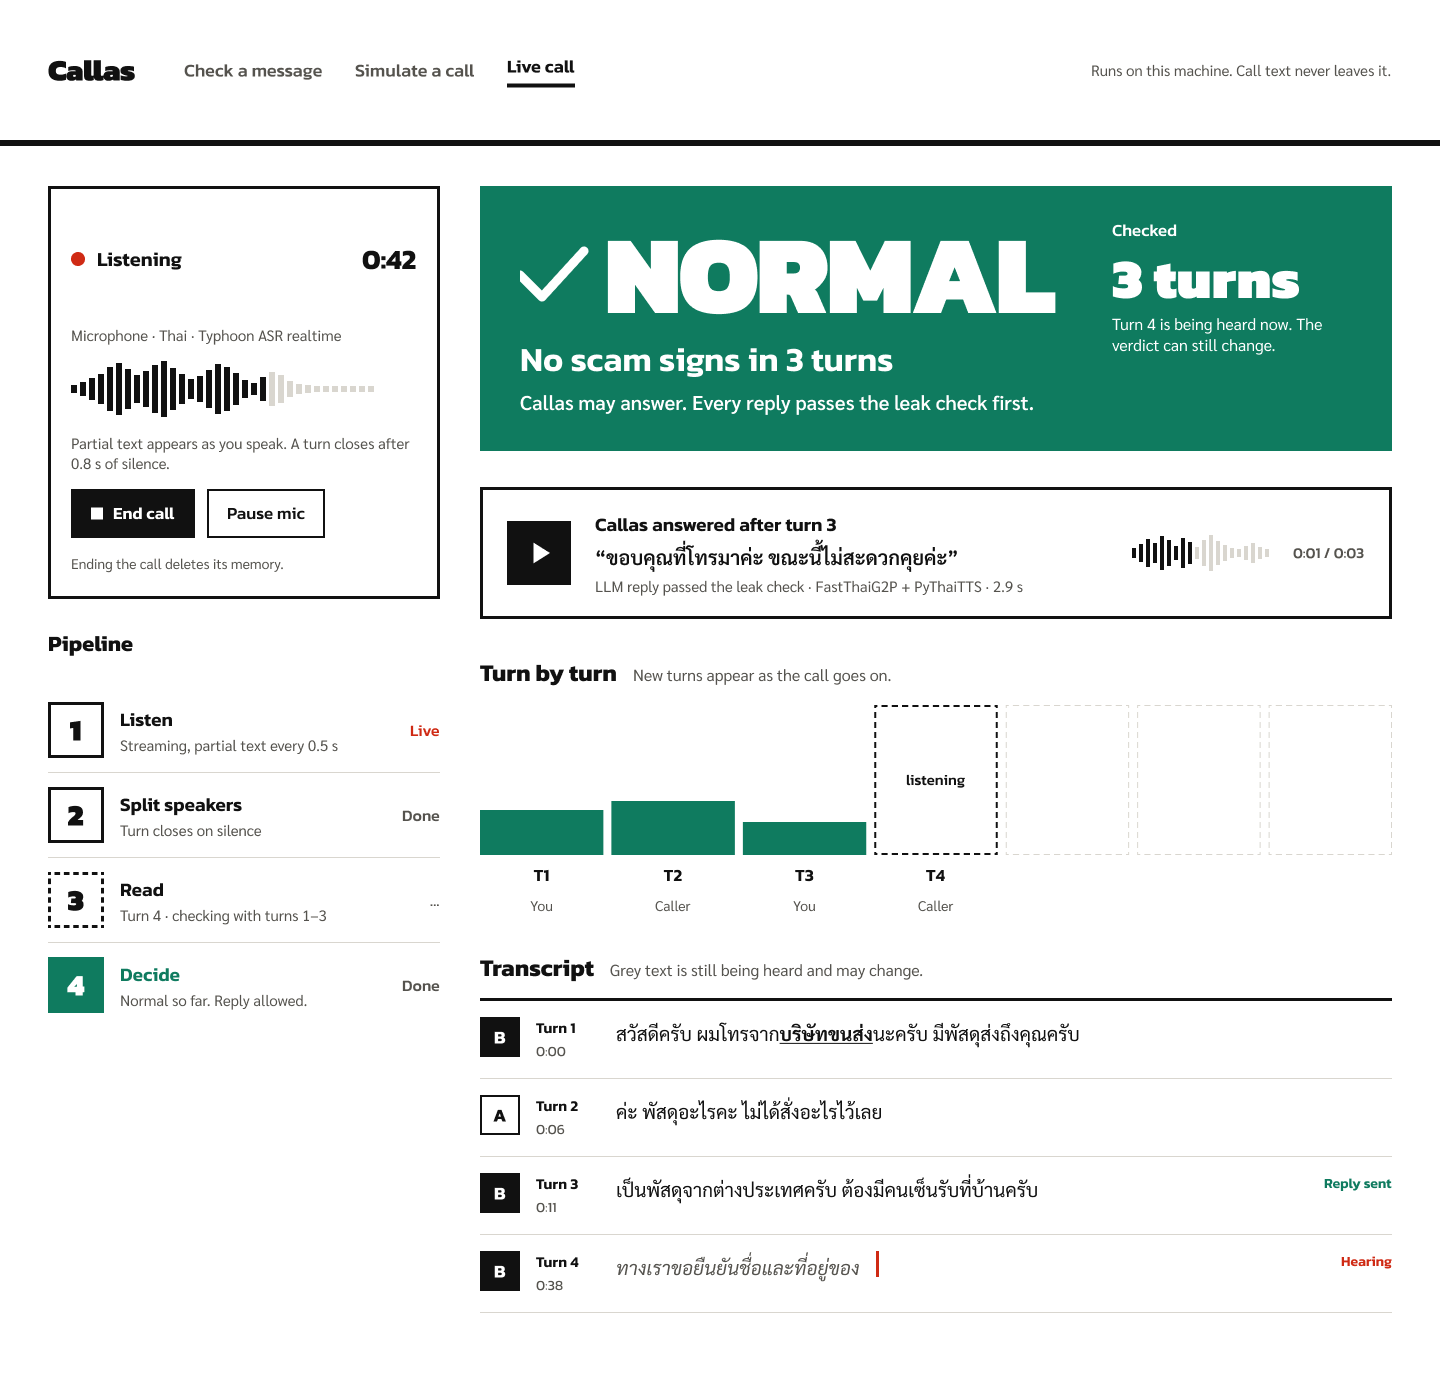 Callas
Check a message
Simulate a call
Live call
Runs on this machine. Call text never leaves it.
Listening
0:42
Microphone · Thai · Typhoon ASR realtime
Partial text appears as you speak. A turn closes after
0.8 s of silence.
End call
Pause mic
Ending the call deletes its memory.
Pipeline
1
Listen
Streaming, partial text every 0.5 s
Live
2
Split speakers
Turn closes on silence
Done
3
Read
Turn 4 · checking with turns 1–3
...
4
Decide
Normal so far. Reply allowed.
Done
NORMAL
No scam signs in 3 turns
Callas may answer. Every reply passes the leak check first.
Checked
3 turns
Turn 4 is being heard now. The
verdict can still change.
Callas answered after turn 3
“ขอบคุณที่โทรมาค่ะ ขณะนี้ไม่สะดวกคุยค่ะ”
LLM reply passed the leak check · FastThaiG2P + PyThaiTTS · 2.9 s
0:01 / 0:03
Turn by turn
New turns appear as the call goes on.
listening
T1
T2
T3
T4
You
Caller
You
Caller
Transcript
Grey text is still being heard and may change.
B
Turn 1
0:00
สวัสดีครับ ผมโทรจากบริษัทขนส่งนะครับ มีพัสดุส่งถึงคุณครับ
A
Turn 2
0:06
ค่ะ พัสดุอะไรคะ ไม่ได้สั่งอะไรไว้เลย
B
Turn 3
0:11
เป็นพัสดุจากต่างประเทศครับ ต้องมีคนเซ็นรับที่บ้านครับ
Reply sent
B
Turn 4
0:38
ทางเราขอยืนยันชื่อและที่อยู่ของ
Hearing